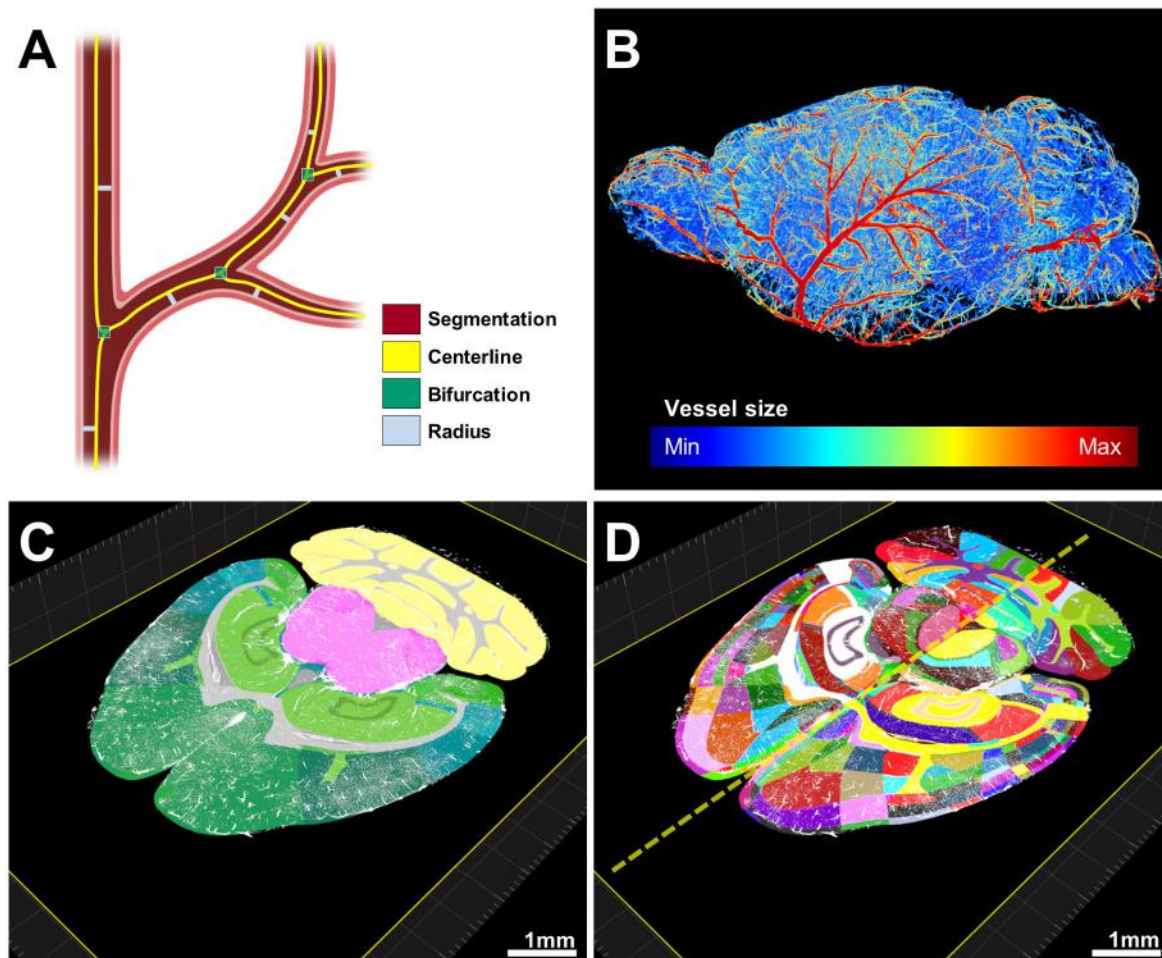 A
Segmentation
Centerline
Bifurcation
Radius
B
Vessel size
Min
Max
C
1mm
D
1mm